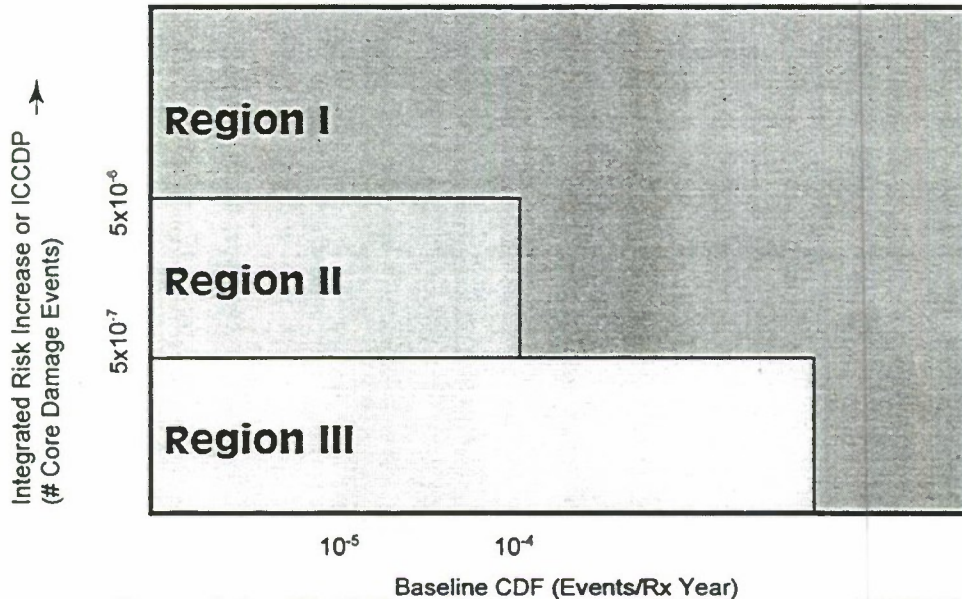 Integrated Risk Increase or ICCDP →
(# Core Damage Events)
5x10⁻⁶
5x10⁻⁷
Region I
Region II
Region III
10⁻⁵ 10⁻⁴
Baseline CDF (Events/Rx Year)